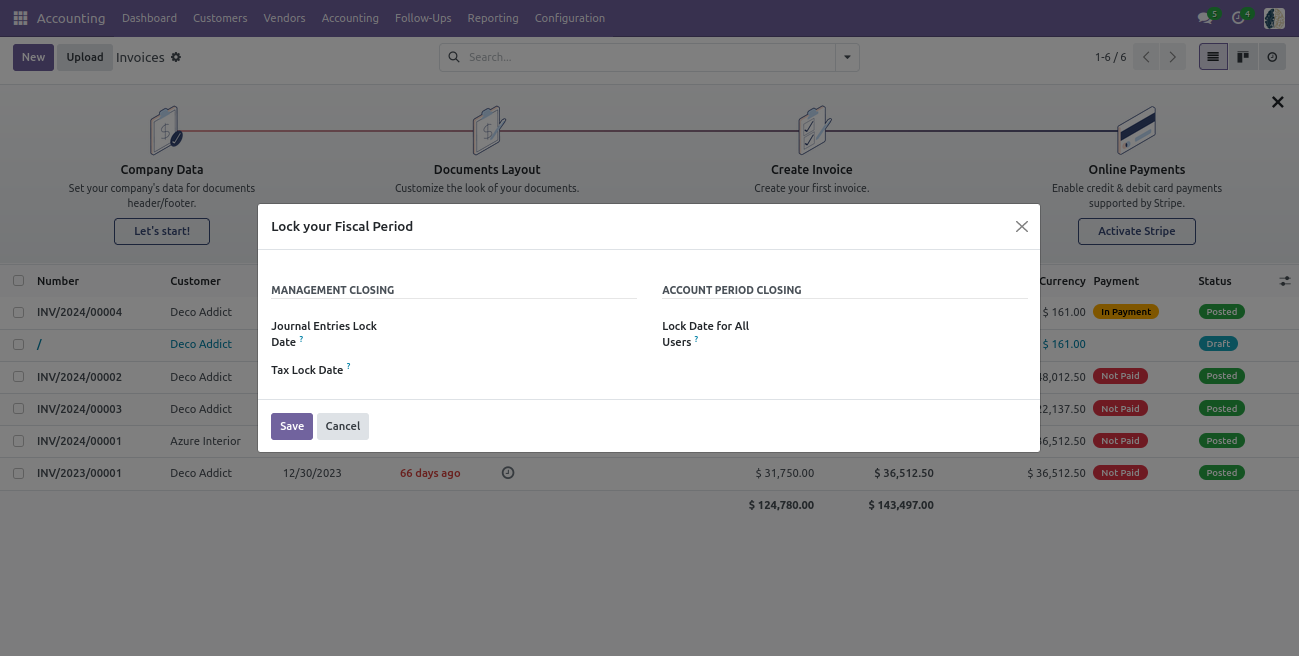 Accounting Dashboard Customers Vendors Accounting Follow-Ups Reporting Configuration 5 4
New Upload Invoices Search... 1-6 / 6
Company Data Documents Layout Create Invoice Online Payments
Set your company's data for documents Customize the look of your documents. Create your first invoice. Enable credit & debit card payments
header/footer. supported by Stripe.
Let's start! Activate Stripe
Lock your Fiscal Period
MANAGEMENT CLOSING ACCOUNT PERIOD CLOSING
Journal Entries Lock Lock Date for All
Date ? Users ?
Tax Lock Date ?
Save Cancel
Number Customer Currency Payment Status
INV/2024/00004 Deco Addict $ 161.00 In Payment Posted
/ Deco Addict $ 161.00 Draft
INV/2024/00002 Deco Addict 8,012.50 Not Paid Posted
INV/2024/00003 Deco Addict 2,137.50 Not Paid Posted
INV/2024/00001 Azure Interior 6,512.50 Not Paid Posted
INV/2023/00001 Deco Addict 12/30/2023 66 days ago $ 31,750.00 $ 36,512.50 $ 36,512.50 Not Paid Posted
$ 124,780.00 $ 143,497.00